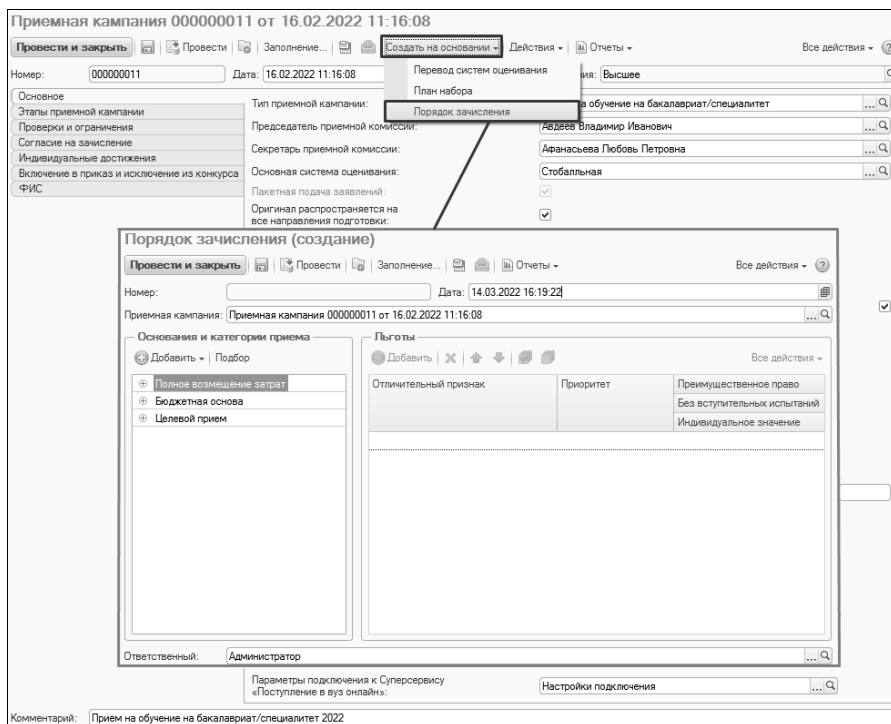 Приемная кампания 000000011 от 16.02.2022 11:16:08
Провести и закрыть Провести Заполнение... Создать на основании Действия Отчеты Все действия
Номер: 000000011 Дата: 16.02.2022 11:16:08 ия: Высшее
Перевод систем оценивания
План набора
Порядок зачисления
Основное
Этапы приемной кампании
Проверки и ограничения
Согласие на зачисление
Индивидуальные достижения
Включение в приказ и исключение из конкурса
ФИС
Тип приемной кампании: а обучение на бакалавриат/специалитет
Председатель приемной комиссии: Авдеев Владимир Иванович
Секретарь приемной комиссии: Афанасьева Любовь Петровна
Основная система оценивания: Стобалльная
Пакетная подача заявлений:
Оригинал распространяется на
все направления подготовки:
Порядок зачисления (создание)
Провести и закрыть Провести Заполнение... Отчеты Все действия
Номер: Дата: 14.03.2022 16:19:22
Приемная кампания: Приемная кампания 000000011 от 16.02.2022 11:16:08
Основания и категории приема
Добавить Подбор
Полное возмещение затрат
Бюджетная основа
Целевой прием
Льготы
Добавить Все действия
Отличительный признак Приоритет Преимущественное право
Без вступительных испытаний
Индивидуальное значение
Ответственный: Администратор
Параметры подключения к Суперсервису
«Поступление в вуз онлайн»: Настройки подключения
Комментарий: Прием на обучение на бакалавриат/специалитет 2022